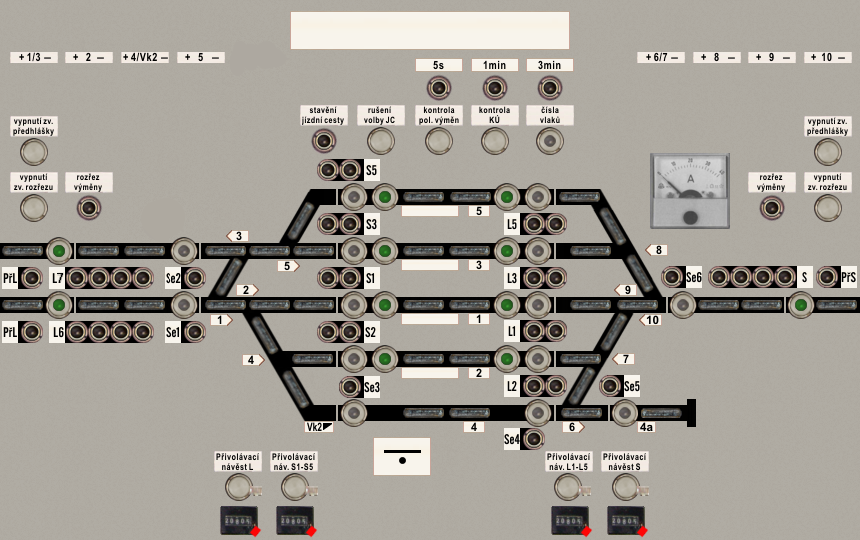 + 1/3 —
+ 2 —
+ 4/Vk2 —
+ 5 —
+ 6/7 —
+ 8 —
+ 9 —
+ 10 —
5s
1min
3min
stavění
jízdní cesty
rušení
volby JC
kontrola
pol. výměn
kontrola
KÚ
čísla
vlaků
vypnutí zv.
předhlášky
vypnutí
zv. rozřezu
rozřez
výměny
A
vypnutí zv.
předhlášky
rozřez
výměny
vypnutí
zv. rozřezu
S5
5
S3
L5
3
8
5
3
PřL
L7
Se2
S1
L3
Se6
S
PřS
2
9
1
1
10
PřL
L6
Se1
S2
L1
4
7
2
Se3
L2
Se5
Vk2
4
6
4a
Se4
Přivolávací
návěst L
Přivolávací
náv. S1-S5
Přivolávací
náv. L1-L5
Přivolávací
návěst S